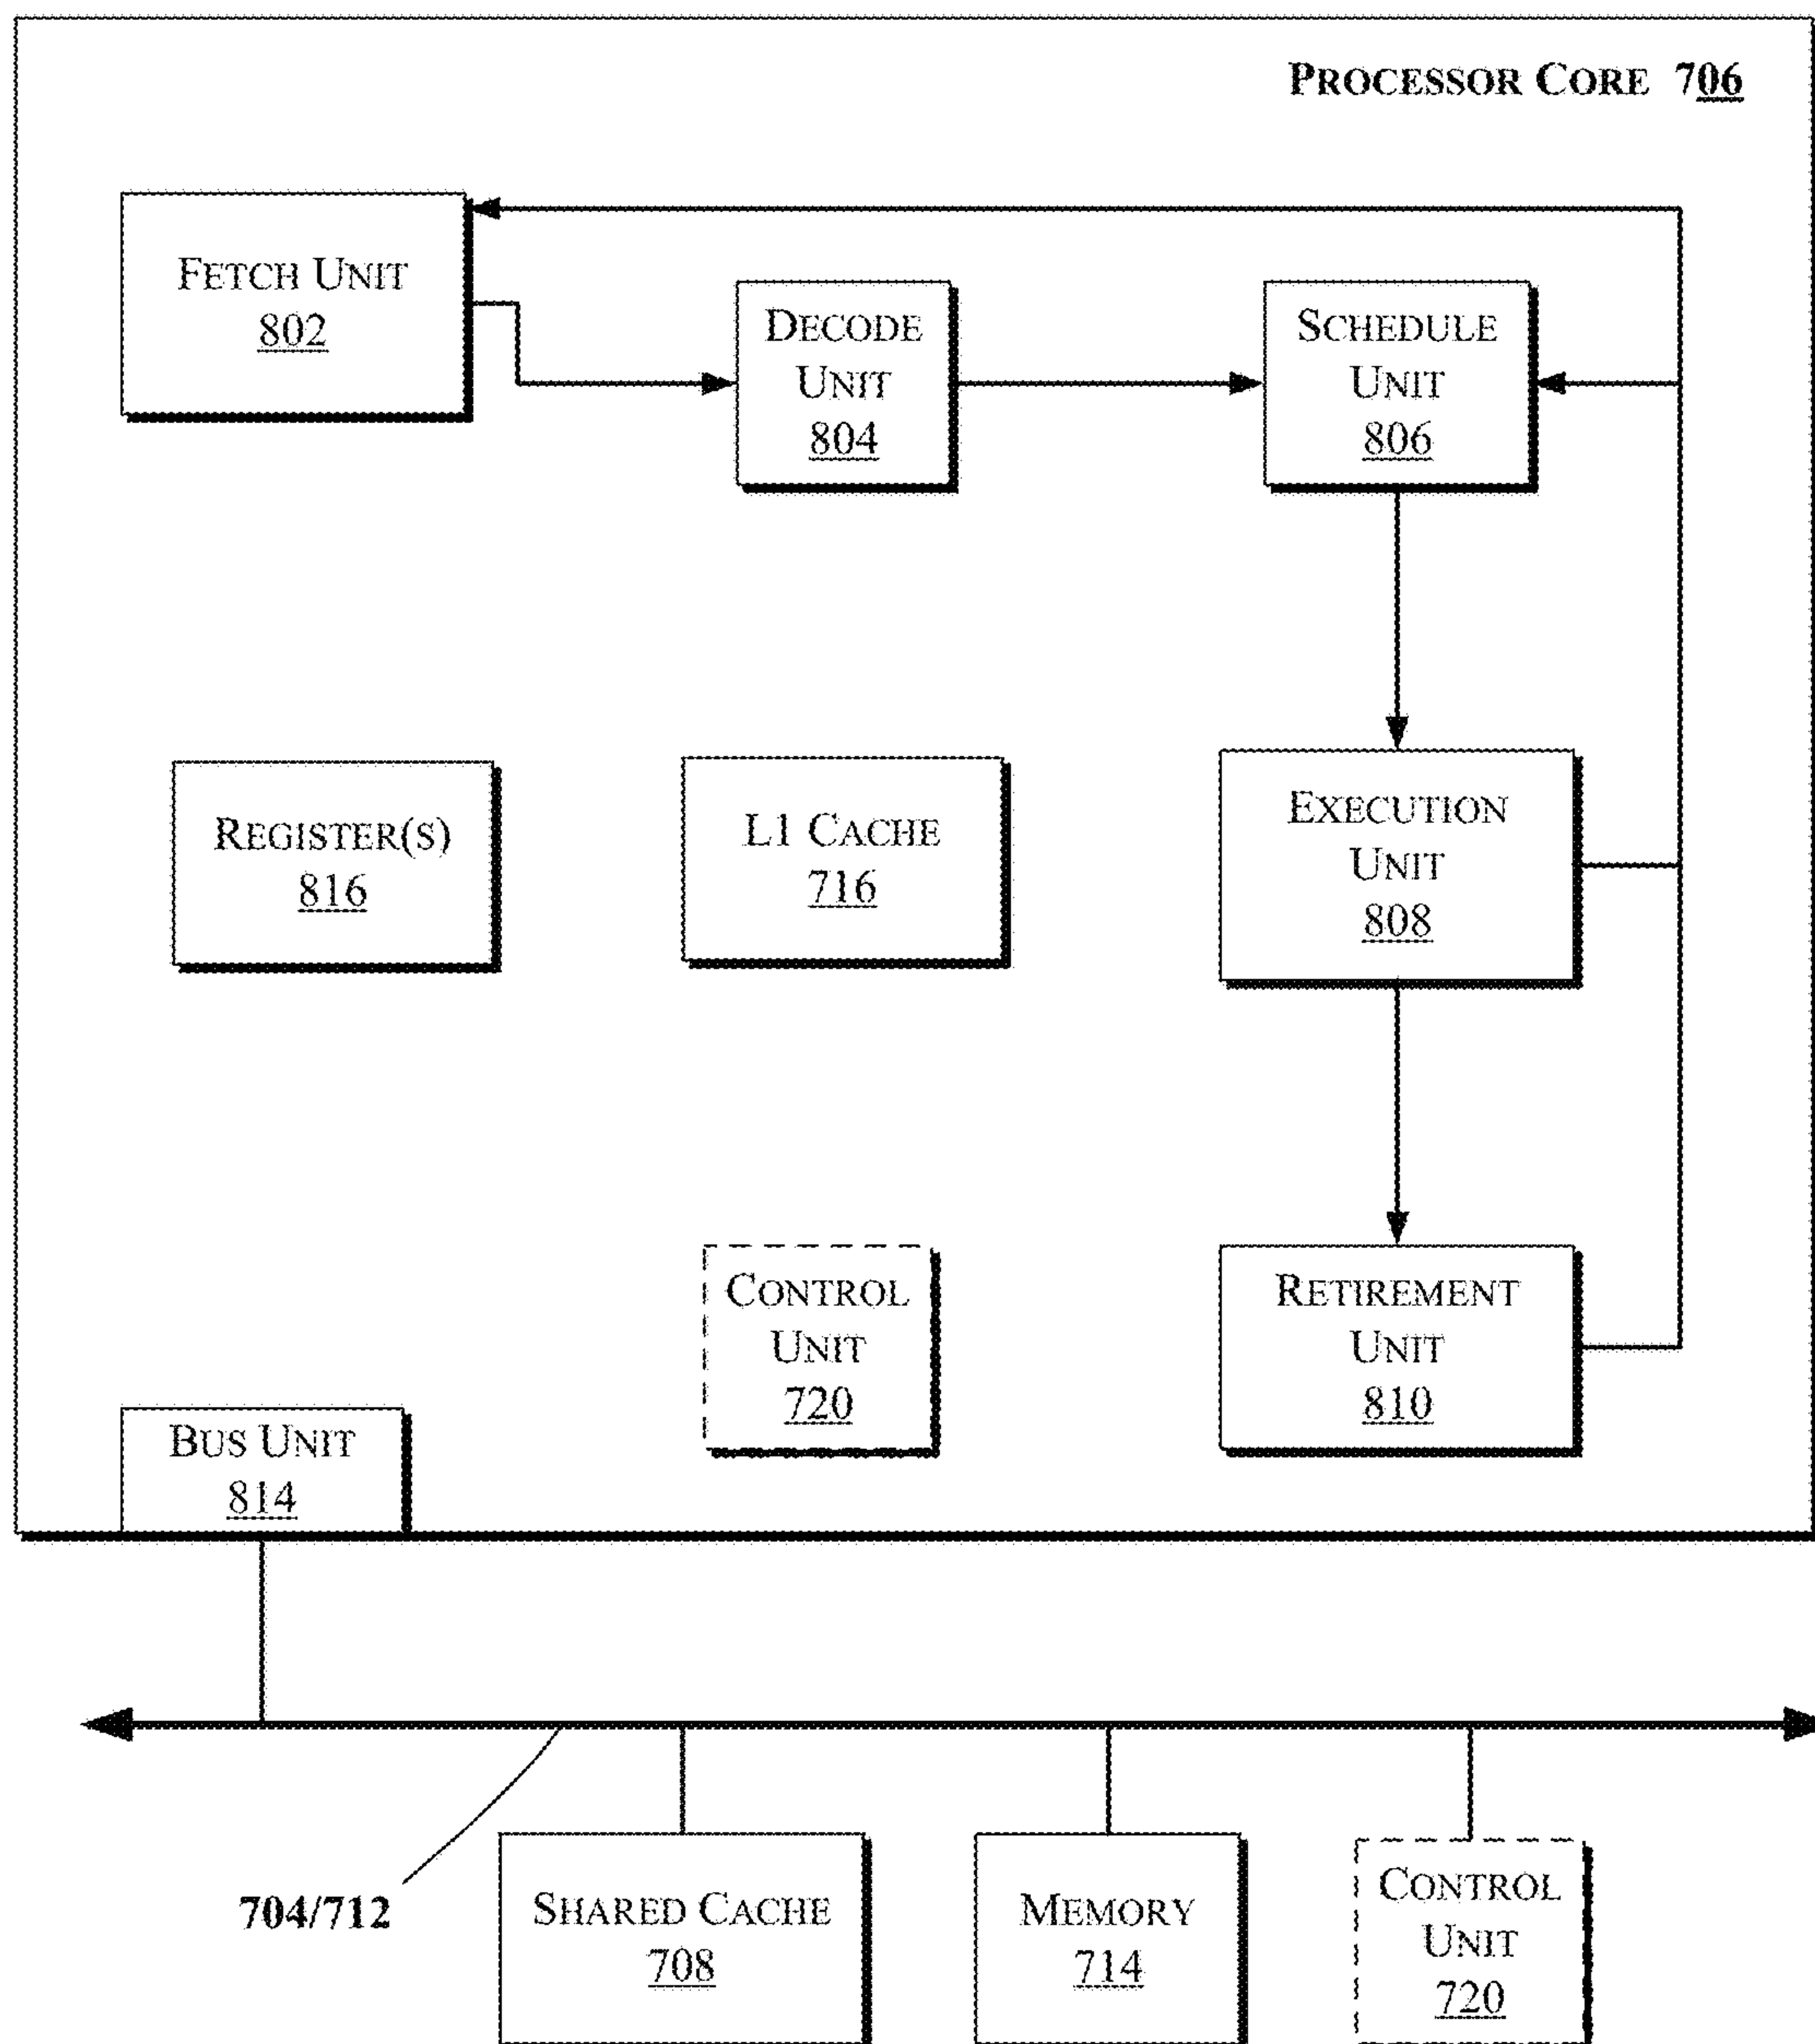 PROCESSOR CORE 706
FETCH UNIT
802
DECODE
UNIT
804
SCHEDULE
UNIT
806
REGISTER(S)
816
L1 CACHE
716
EXECUTION
UNIT
808
CONTROL
UNIT
720
RETIREMENT
UNIT
810
BUS UNIT
814
704/712
SHARED CACHE
708
MEMORY
714
CONTROL
UNIT
720